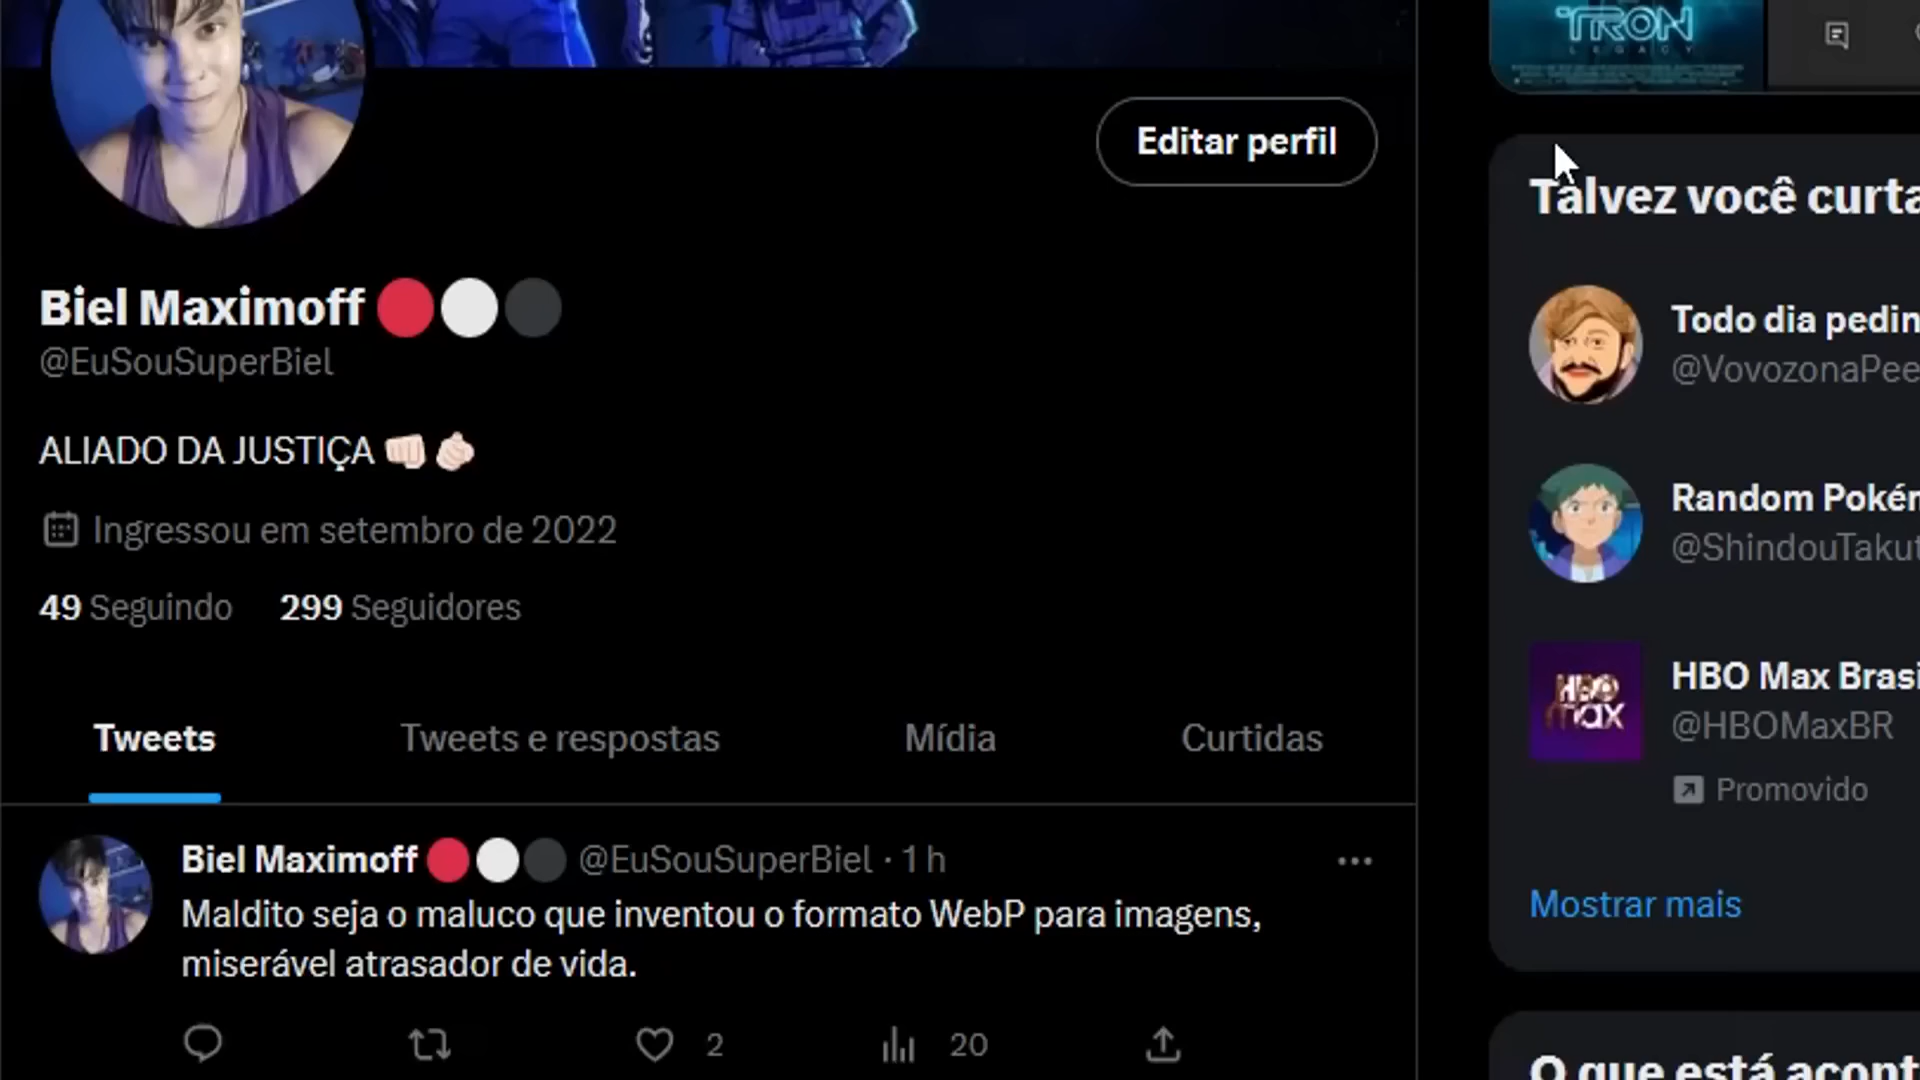 TRON
LEGACY
Editar perfil
Biel Maximoff
@EuSouSuperBiel
ALIADO DA JUSTIÇA
Ingressou em setembro de 2022
49 Seguindo 299 Seguidores
Tweets Tweets e respostas Mídia Curtidas
Biel Maximoff @EuSouSuperBiel · 1 h
Maldito seja o maluco que inventou o formato WebP para imagens,
miserável atrasador de vida.
2 20
Talvez você curta
Todo dia pedin
@VovozonaPee
Random Pokém
@ShindouTakut
HBO max
HBO Max Brasi
@HBOMaxBR
Promovido
Mostrar mais
O que está acont